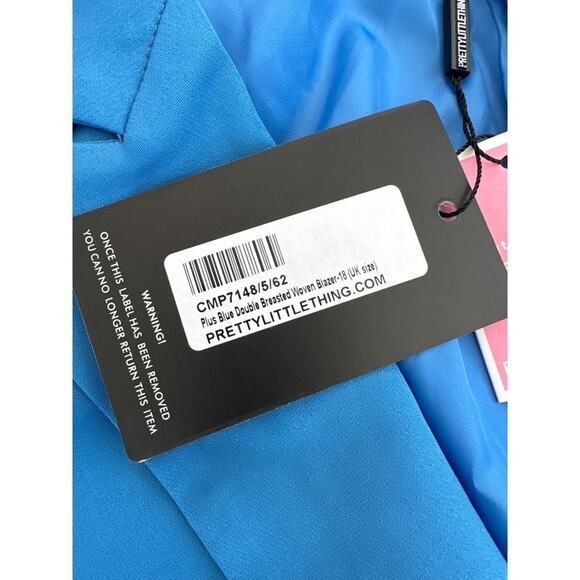 PRETTYLITTLETHING
CMP7148/5/62
Plus Blue Double Breasted Woven Blazer-18 (UK size)
PRETTYLITTLETHING.COM
WARNING!
ONCE THIS LABEL HAS BEEN REMOVED
YOU CAN NO LONGER RETURN THIS ITEM